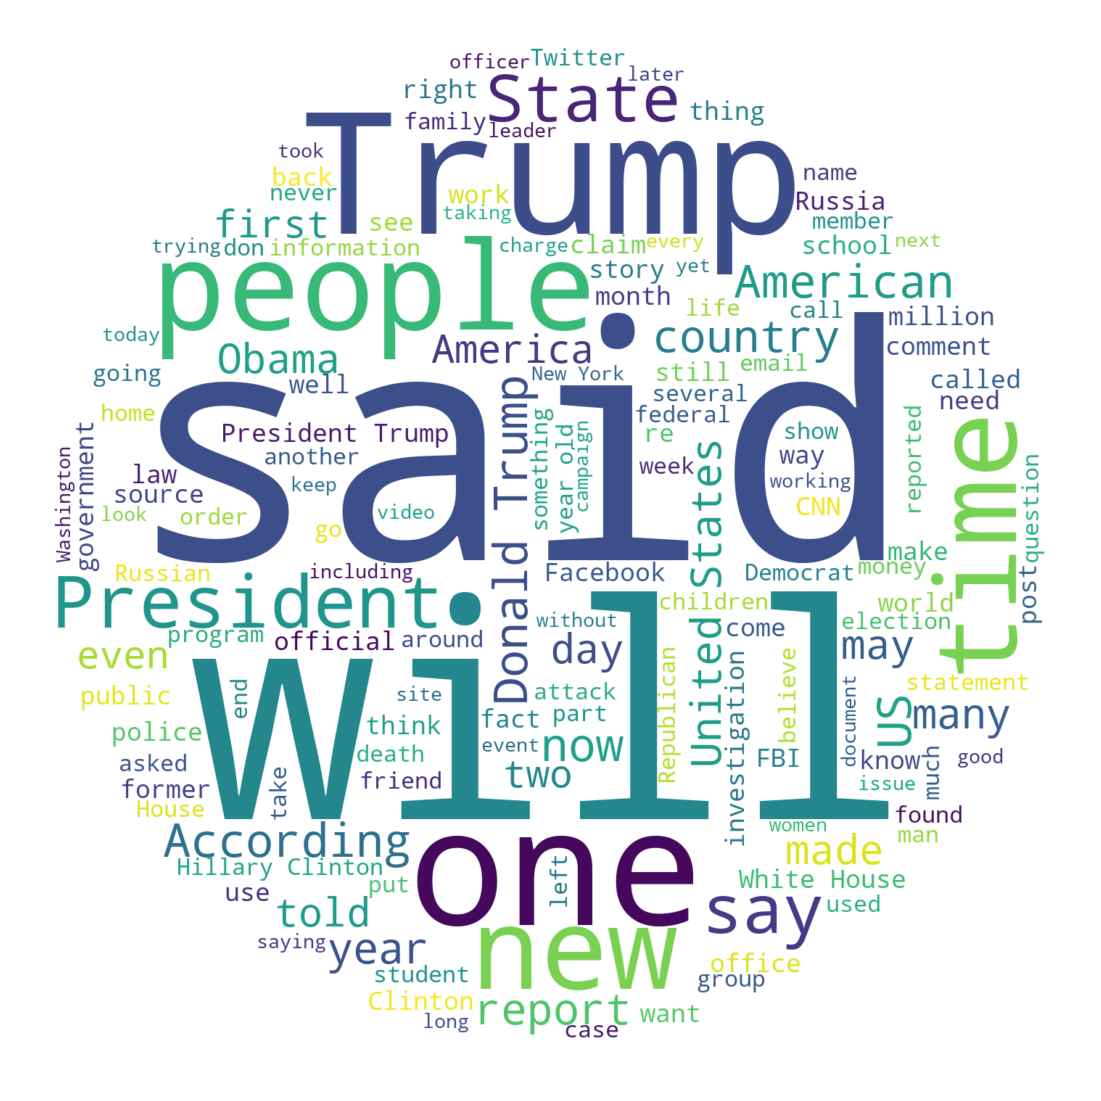 officer
Twitter
later
right
State
thing
family
leader
Trump
took
back
never
work
taking
name
Russia
member
first
see
trying
don
information
charge
claim
every
school
next
people
story
yet
month
American
life
call
million
today
Obama
America
country
comment
going
well
New York
still
email
several
called
need
home
said
federal
President Trump
another
re
show
way
week
working
time
Washington
government
law
source
look
order
keep
go
video
Donald Trump
something
year old
campaign
States
CNN
reported
question
post
Russian
including
Facebook
Democrat
make
money
President
children
world
election
program
official
around
without
day
come
may
even
will
United
public
end
site
attack
Republican
investigation
believe
statement
US
many
police
think
fact
part
now
document
know
much
asked
death
event
two
FBI
good
former
take
friend
issue
House
found
According
one
women
man
made
Hillary Clinton
put
left
White House
use
say
used
told
saying
year
new
office
student
group
Clinton
report
want
long
case